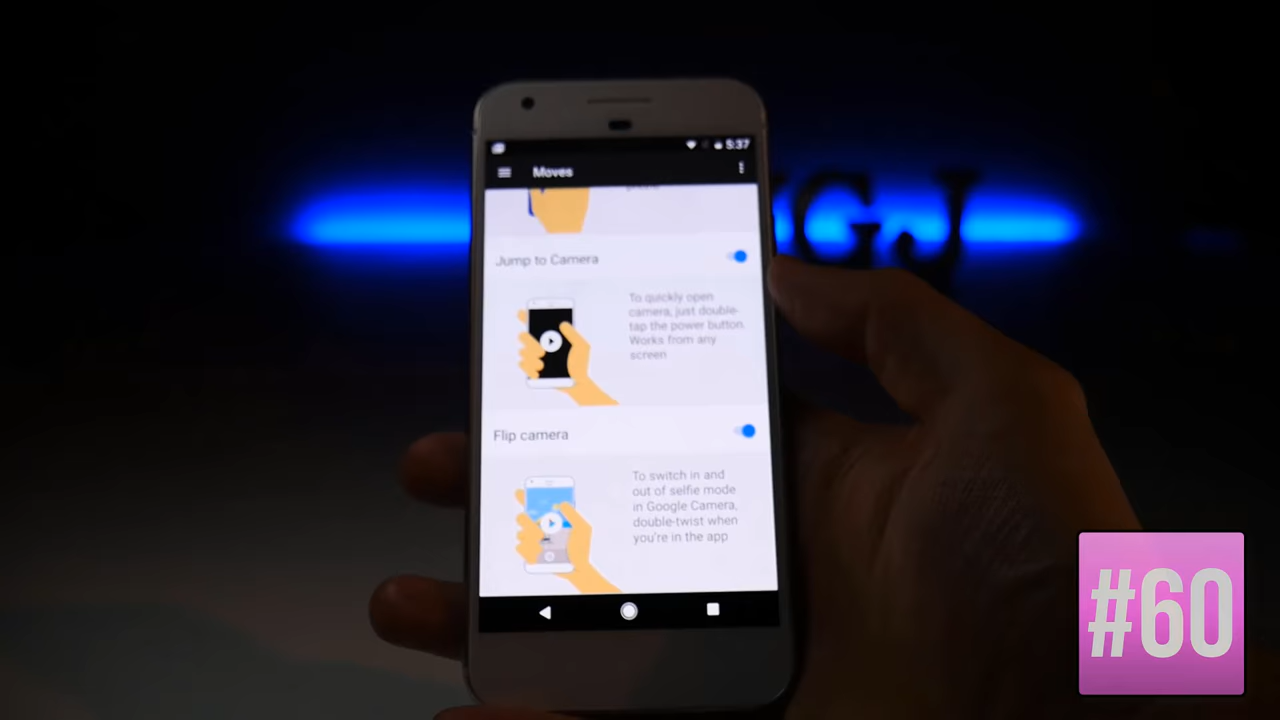 5:37
Moves
Jump to Camera
To quickly open
camera, just double-
tap the power button.
Works from any
screen
Flip camera
To switch in and
out of selfie mode
in Google Camera,
double-twist when
you're in the app
GJ
#60